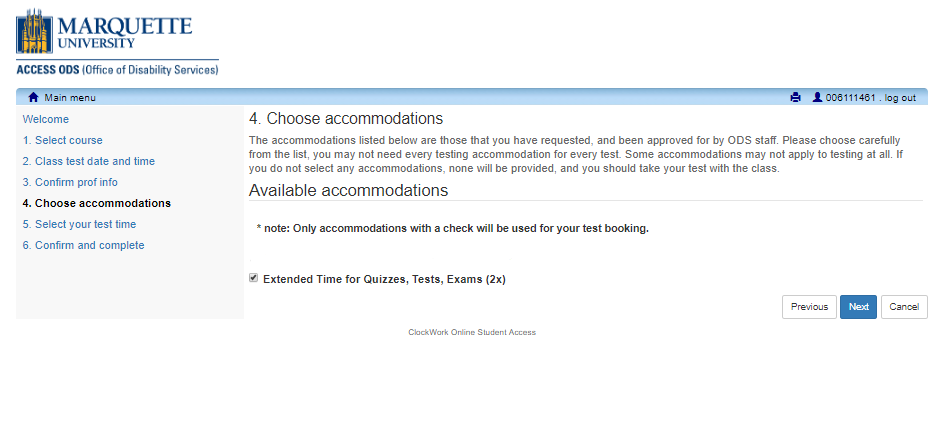 MARQUETTE
UNIVERSITY
ACCESS ODS (Office of Disability Services)
Main menu
006111461 . log out
Welcome
1. Select course
2. Class test date and time
3. Confirm prof info
4. Choose accommodations
5. Select your test time
6. Confirm and complete
4. Choose accommodations
The accommodations listed below are those that you have requested, and been approved for by ODS staff. Please choose carefully
from the list, you may not need every testing accommodation for every test. Some accommodations may not apply to testing at all. If
you do not select any accommodations, none will be provided, and you should take your test with the class.
Available accommodations
* note: Only accommodations with a check will be used for your test booking.
Extended Time for Quizzes, Tests, Exams (2x)
Previous Next Cancel
ClockWork Online Student Access